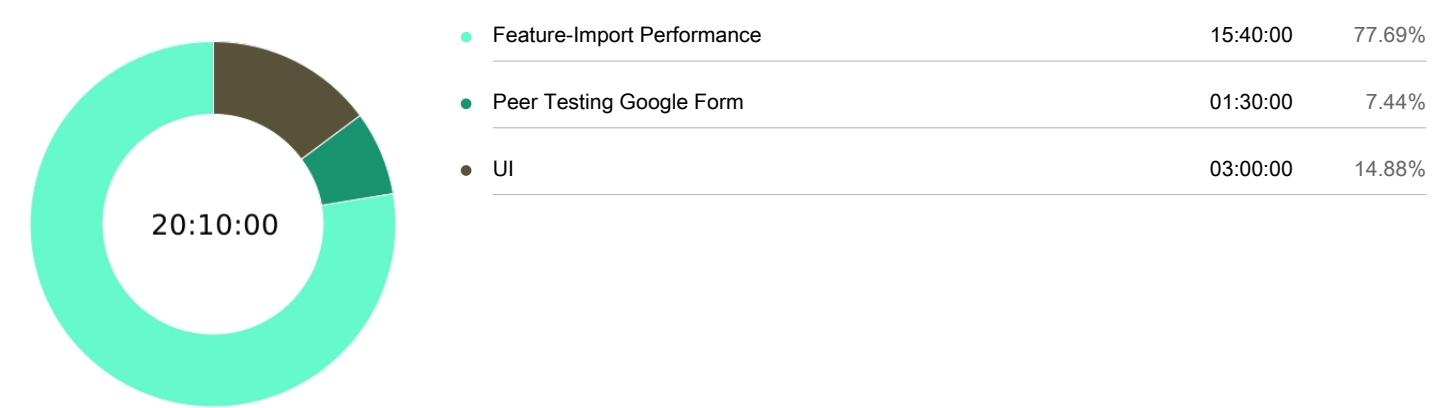 Feature-Import Performance 15:40:00 77.69%
Peer Testing Google Form 01:30:00 7.44%
UI 03:00:00 14.88%
20:10:00